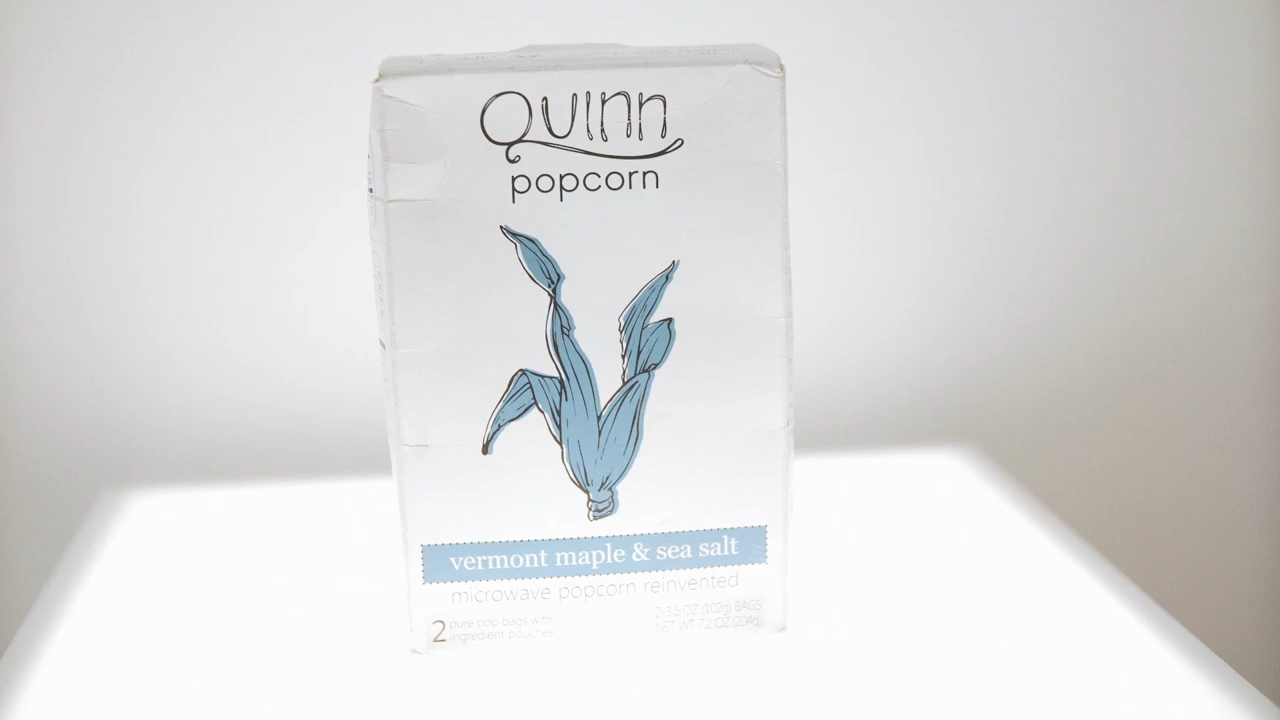 Quinn
popcorn
vermont maple & sea salt
microwave popcorn reinvented
2 pure pop bags with
ingredient pouches
2-3.6 OZ (102g) BAGS
NET WT 7.2 OZ (204g)